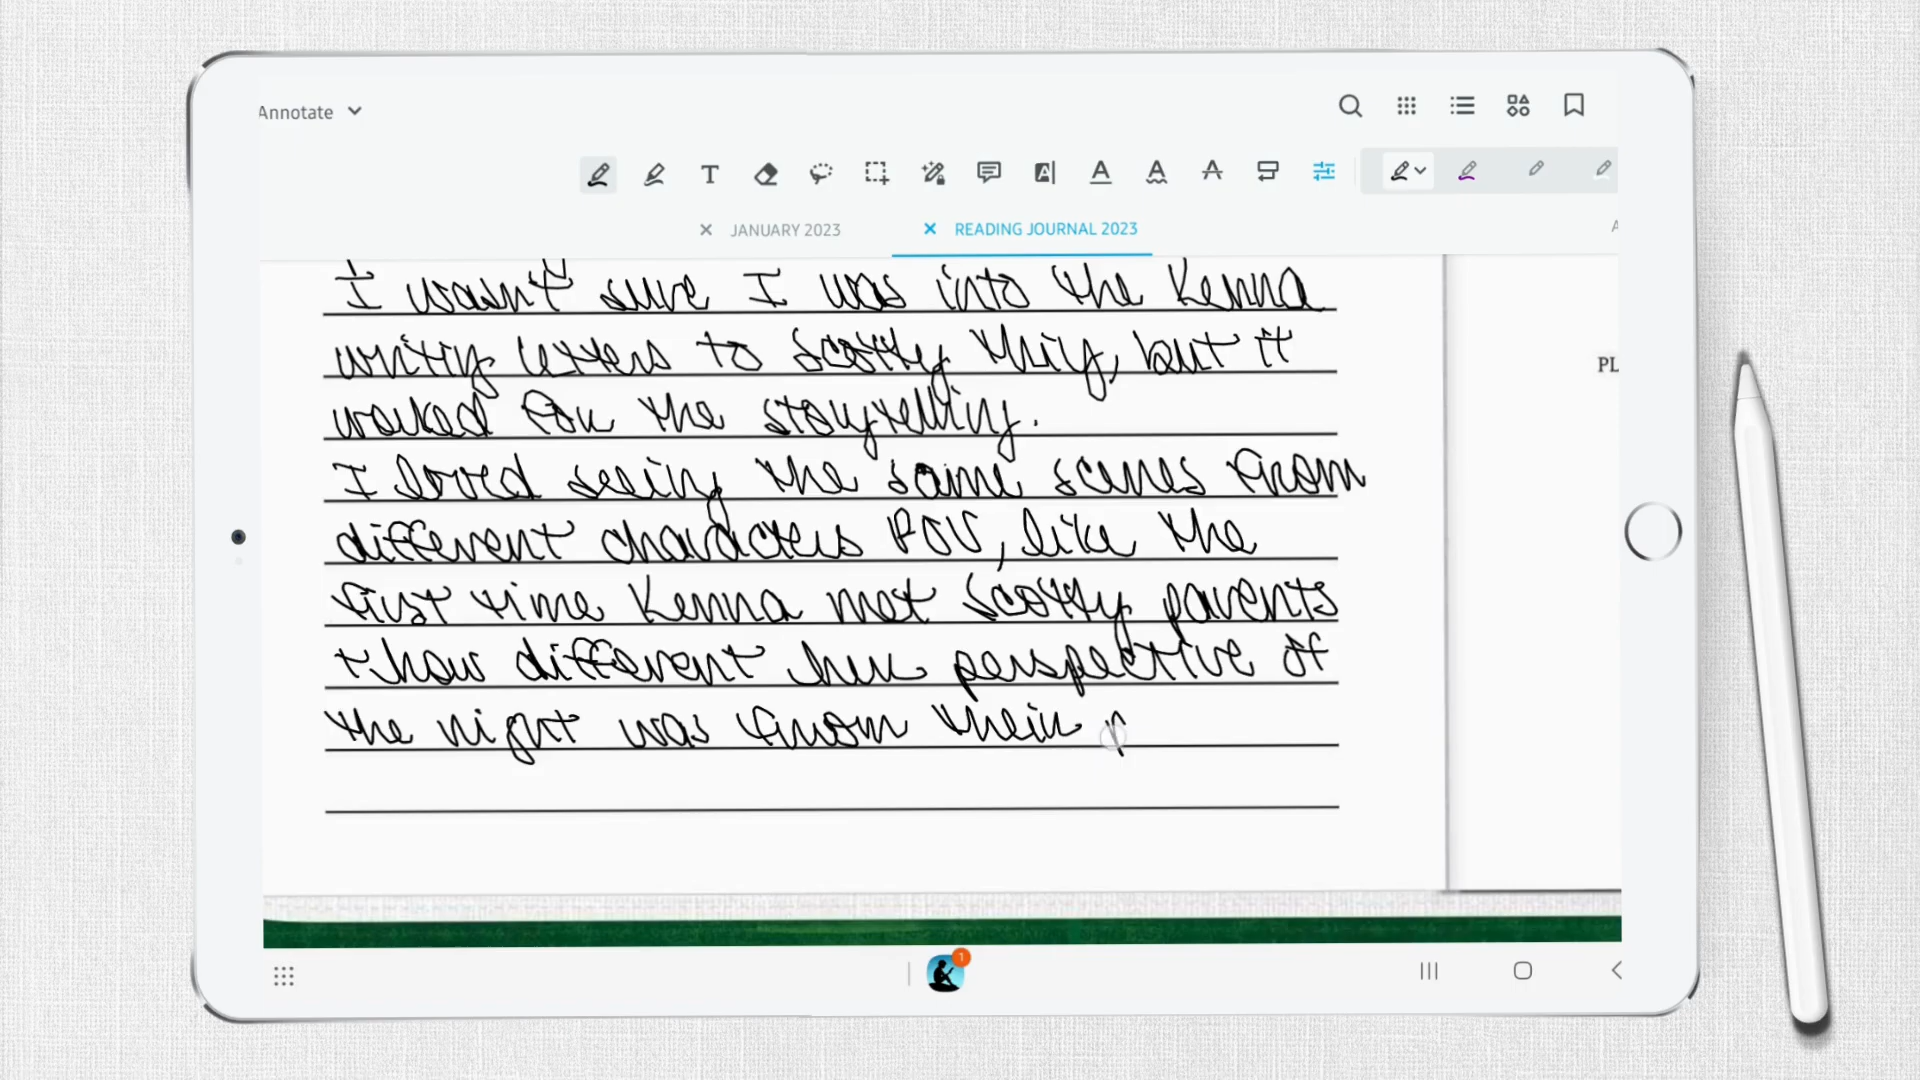 Annotate
JANUARY 2023
READING JOURNAL 2023
A
I wasn't sure I was into the Kenna
writing letters to Scotty thing, but it
PL
worked for the storytelling.
I loved seeing the same scenes from
different characters POV, like the
first time Kenna met Scotty parents
+ how different her perspective of
the night was from their
1